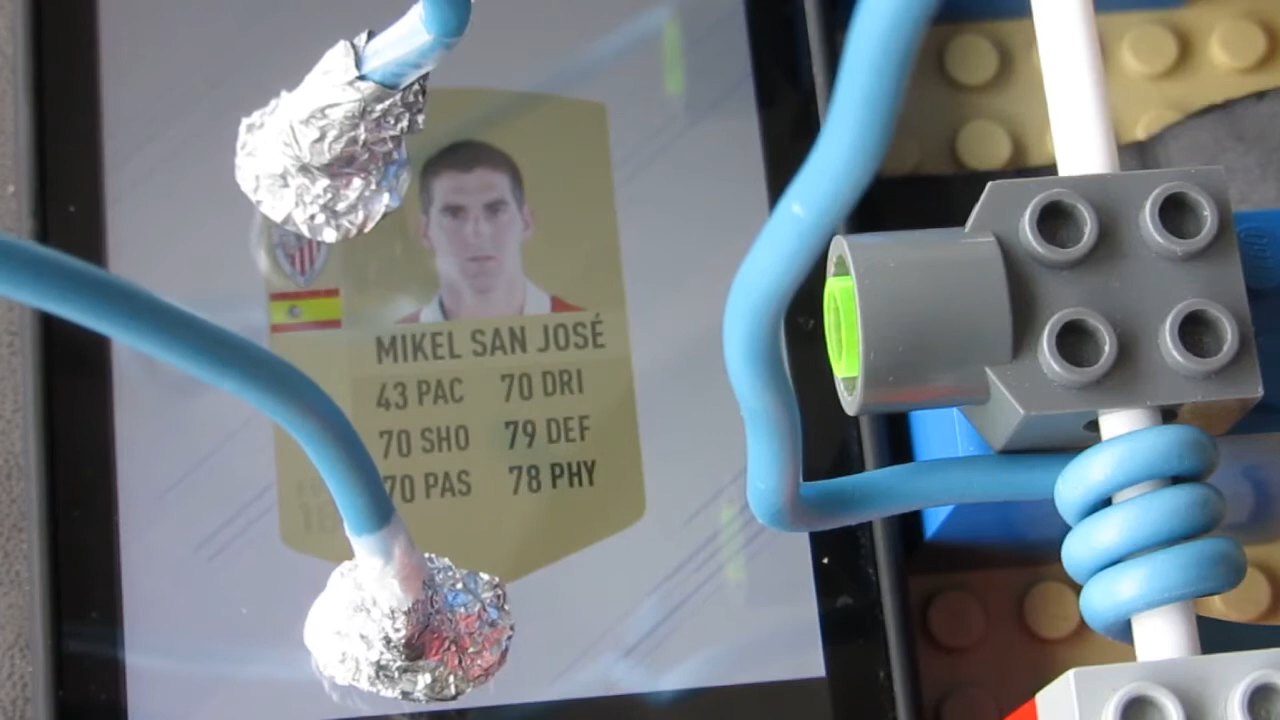 MIKEL SAN JOSÉ
43 PAC 70 DRI
70 SHO 79 DEF
70 PAS 78 PHY